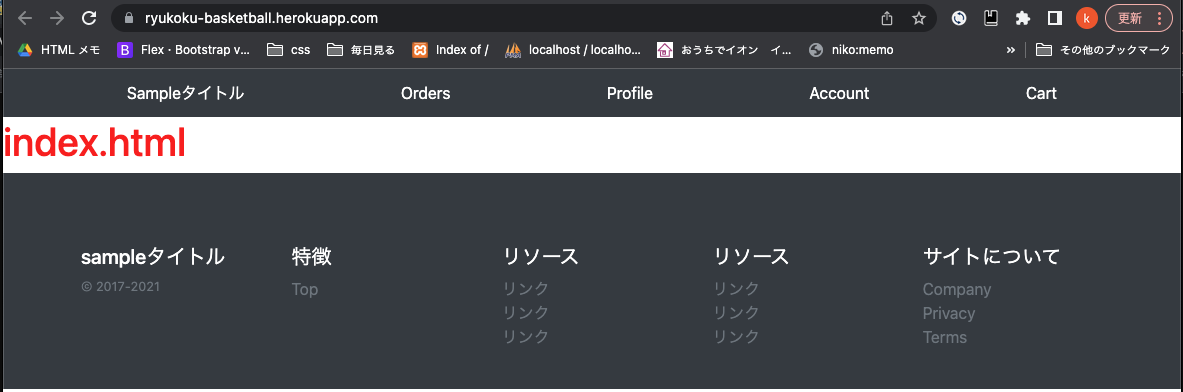 ryukoku-basketball.herokuapp.com
k
更新
HTML メモ
B
Flex · Bootstrap v...
css
毎日見る
Index of /
localhost / localho...
おうちでイオン イ...
niko:memo
»
その他のブックマーク
Sampleタイトル
Orders
Profile
Account
Cart
index.html
sampleタイトル
© 2017-2021
特徴
Top
リソース
リンク
リンク
リンク
リソース
リンク
リンク
リンク
サイトについて
Company
Privacy
Terms